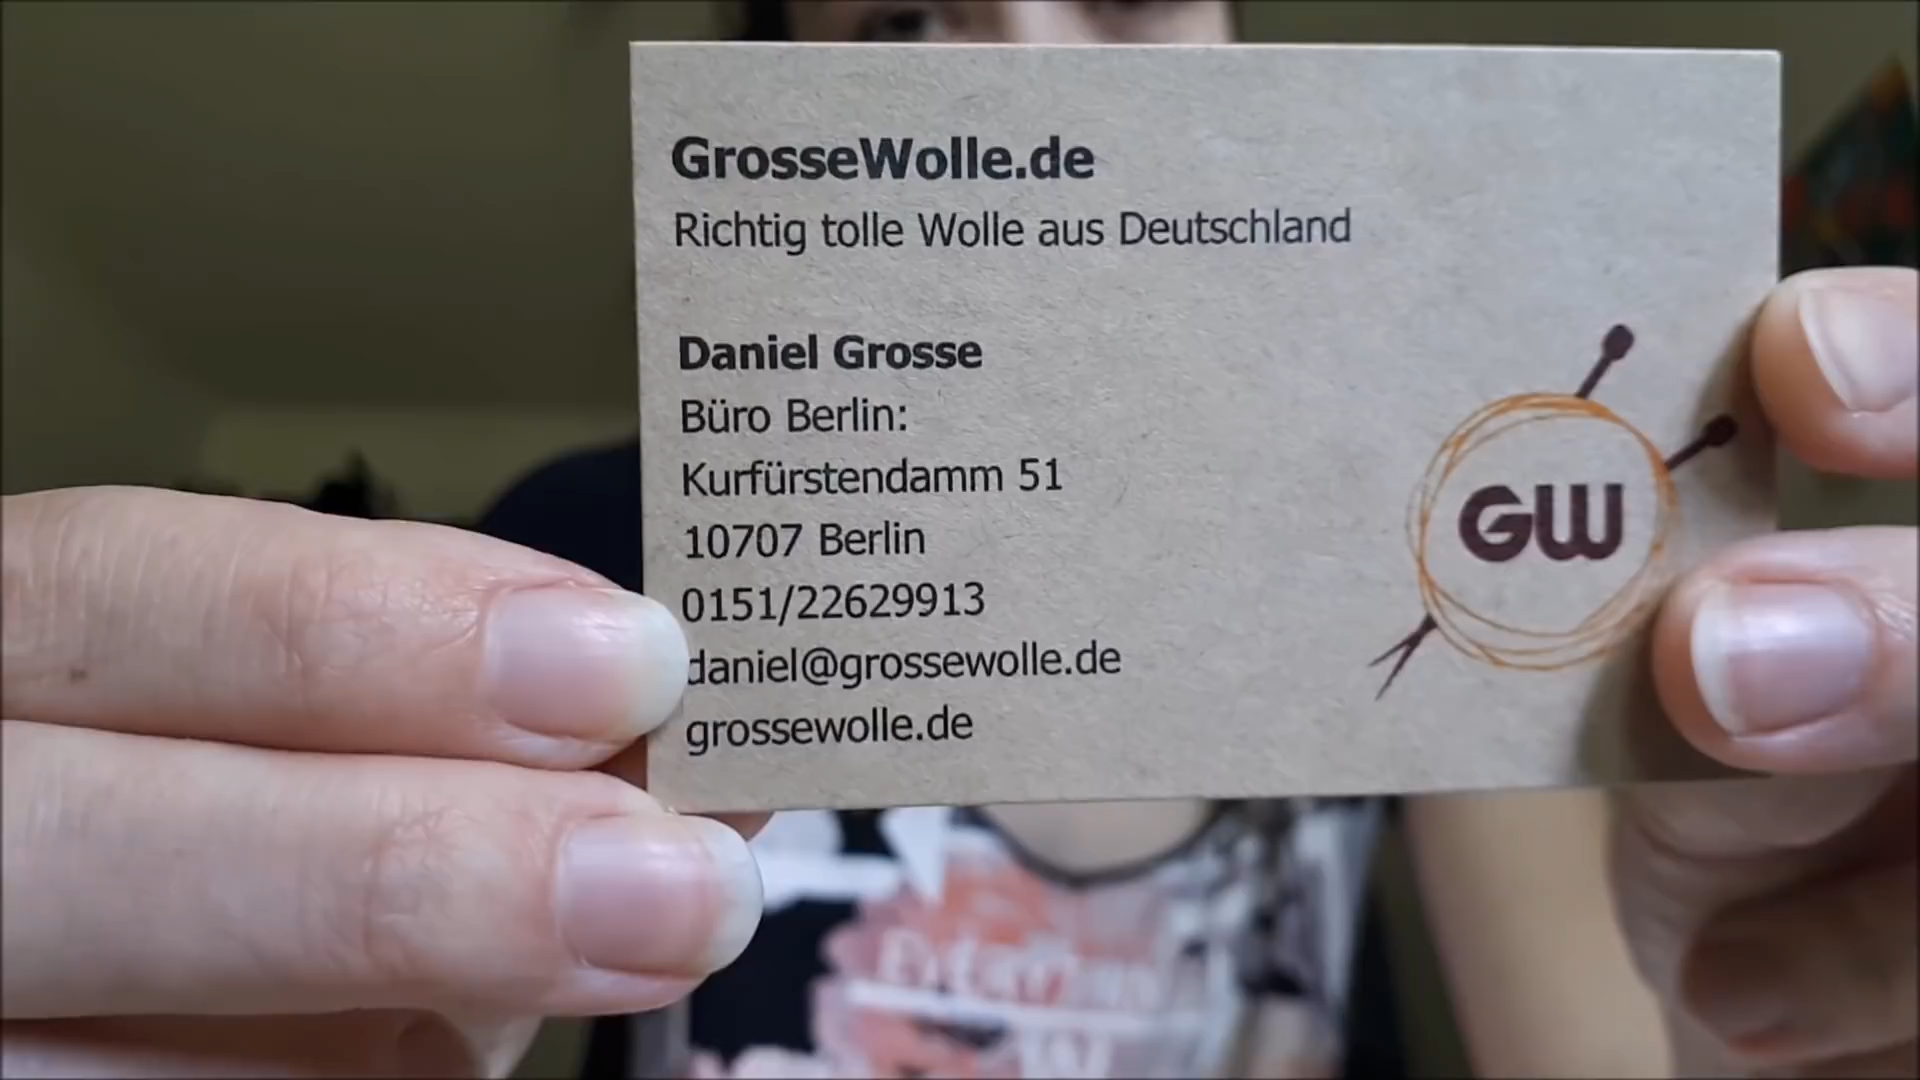 GrosseWolle.de
Richtig tolle Wolle aus Deutschland
Daniel Grosse
Büro Berlin:
Kurfürstendamm 51
10707 Berlin
0151/22629913
daniel@grossewolle.de
grossewolle.de
GW